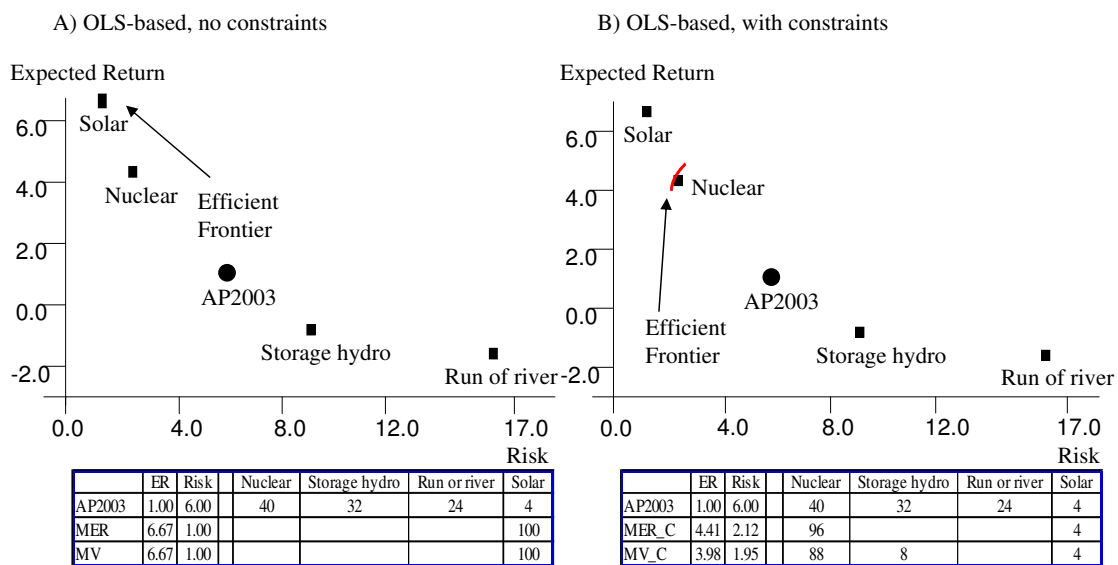 A) OLS-based, no constraints
Expected Return
6.0
4.0
2.0
0.0
-2.0
Solar
Nuclear
Efficient
Frontier
AP2003
Storage hydro
Run of river
0.0 4.0 8.0 12.0 17.0
Risk
ER Risk Nuclear Storage hydro Run or river Solar
AP2003 1.00 6.00 40 32 24 4
MER 6.67 1.00 100
MV 6.67 1.00 100
B) OLS-based, with constraints
Expected Return
6.0
4.0
2.0
0.0
-2.0
Solar
Nuclear
AP2003
Efficient
Frontier
Storage hydro
Run of river
0.0 4.0 8.0 12.0 17.0
Risk
ER Risk Nuclear Storage hydro Run or river Solar
AP2003 1.00 6.00 40 32 24 4
MER_C 4.41 2.12 96 4
MV_C 3.98 1.95 88 8 4